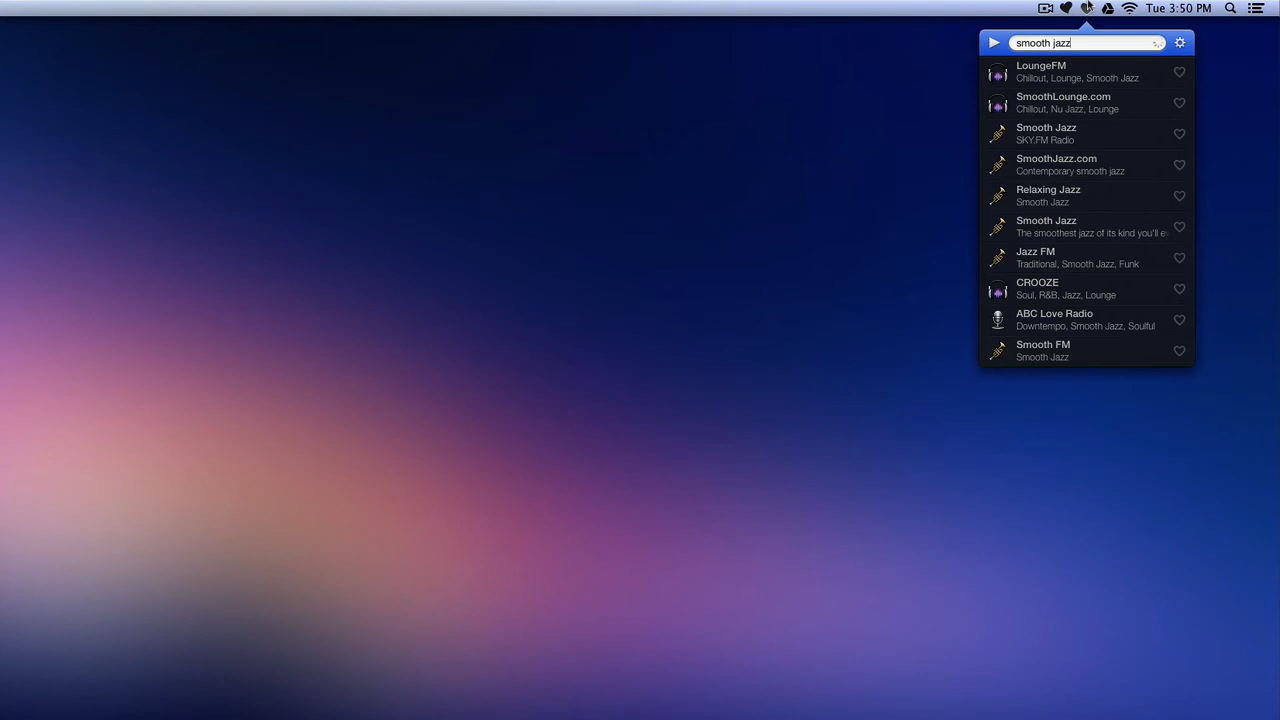 Tue 3:50 PM
smooth jazz
LoungeFM
Chillout, Lounge, Smooth Jazz
SmoothLounge.com
Chillout, Nu Jazz, Lounge
Smooth Jazz
SKY.FM Radio
SmoothJazz.com
Contemporary smooth jazz
Relaxing Jazz
Smooth Jazz
Smooth Jazz
The smoothest jazz of its kind you'll
Jazz FM
Traditional, Smooth Jazz, Funk
CROOZE
Soul, R&B, Jazz, Lounge
ABC Love Radio
Downtempo, Smooth Jazz, Soulful
Smooth FM
Smooth Jazz